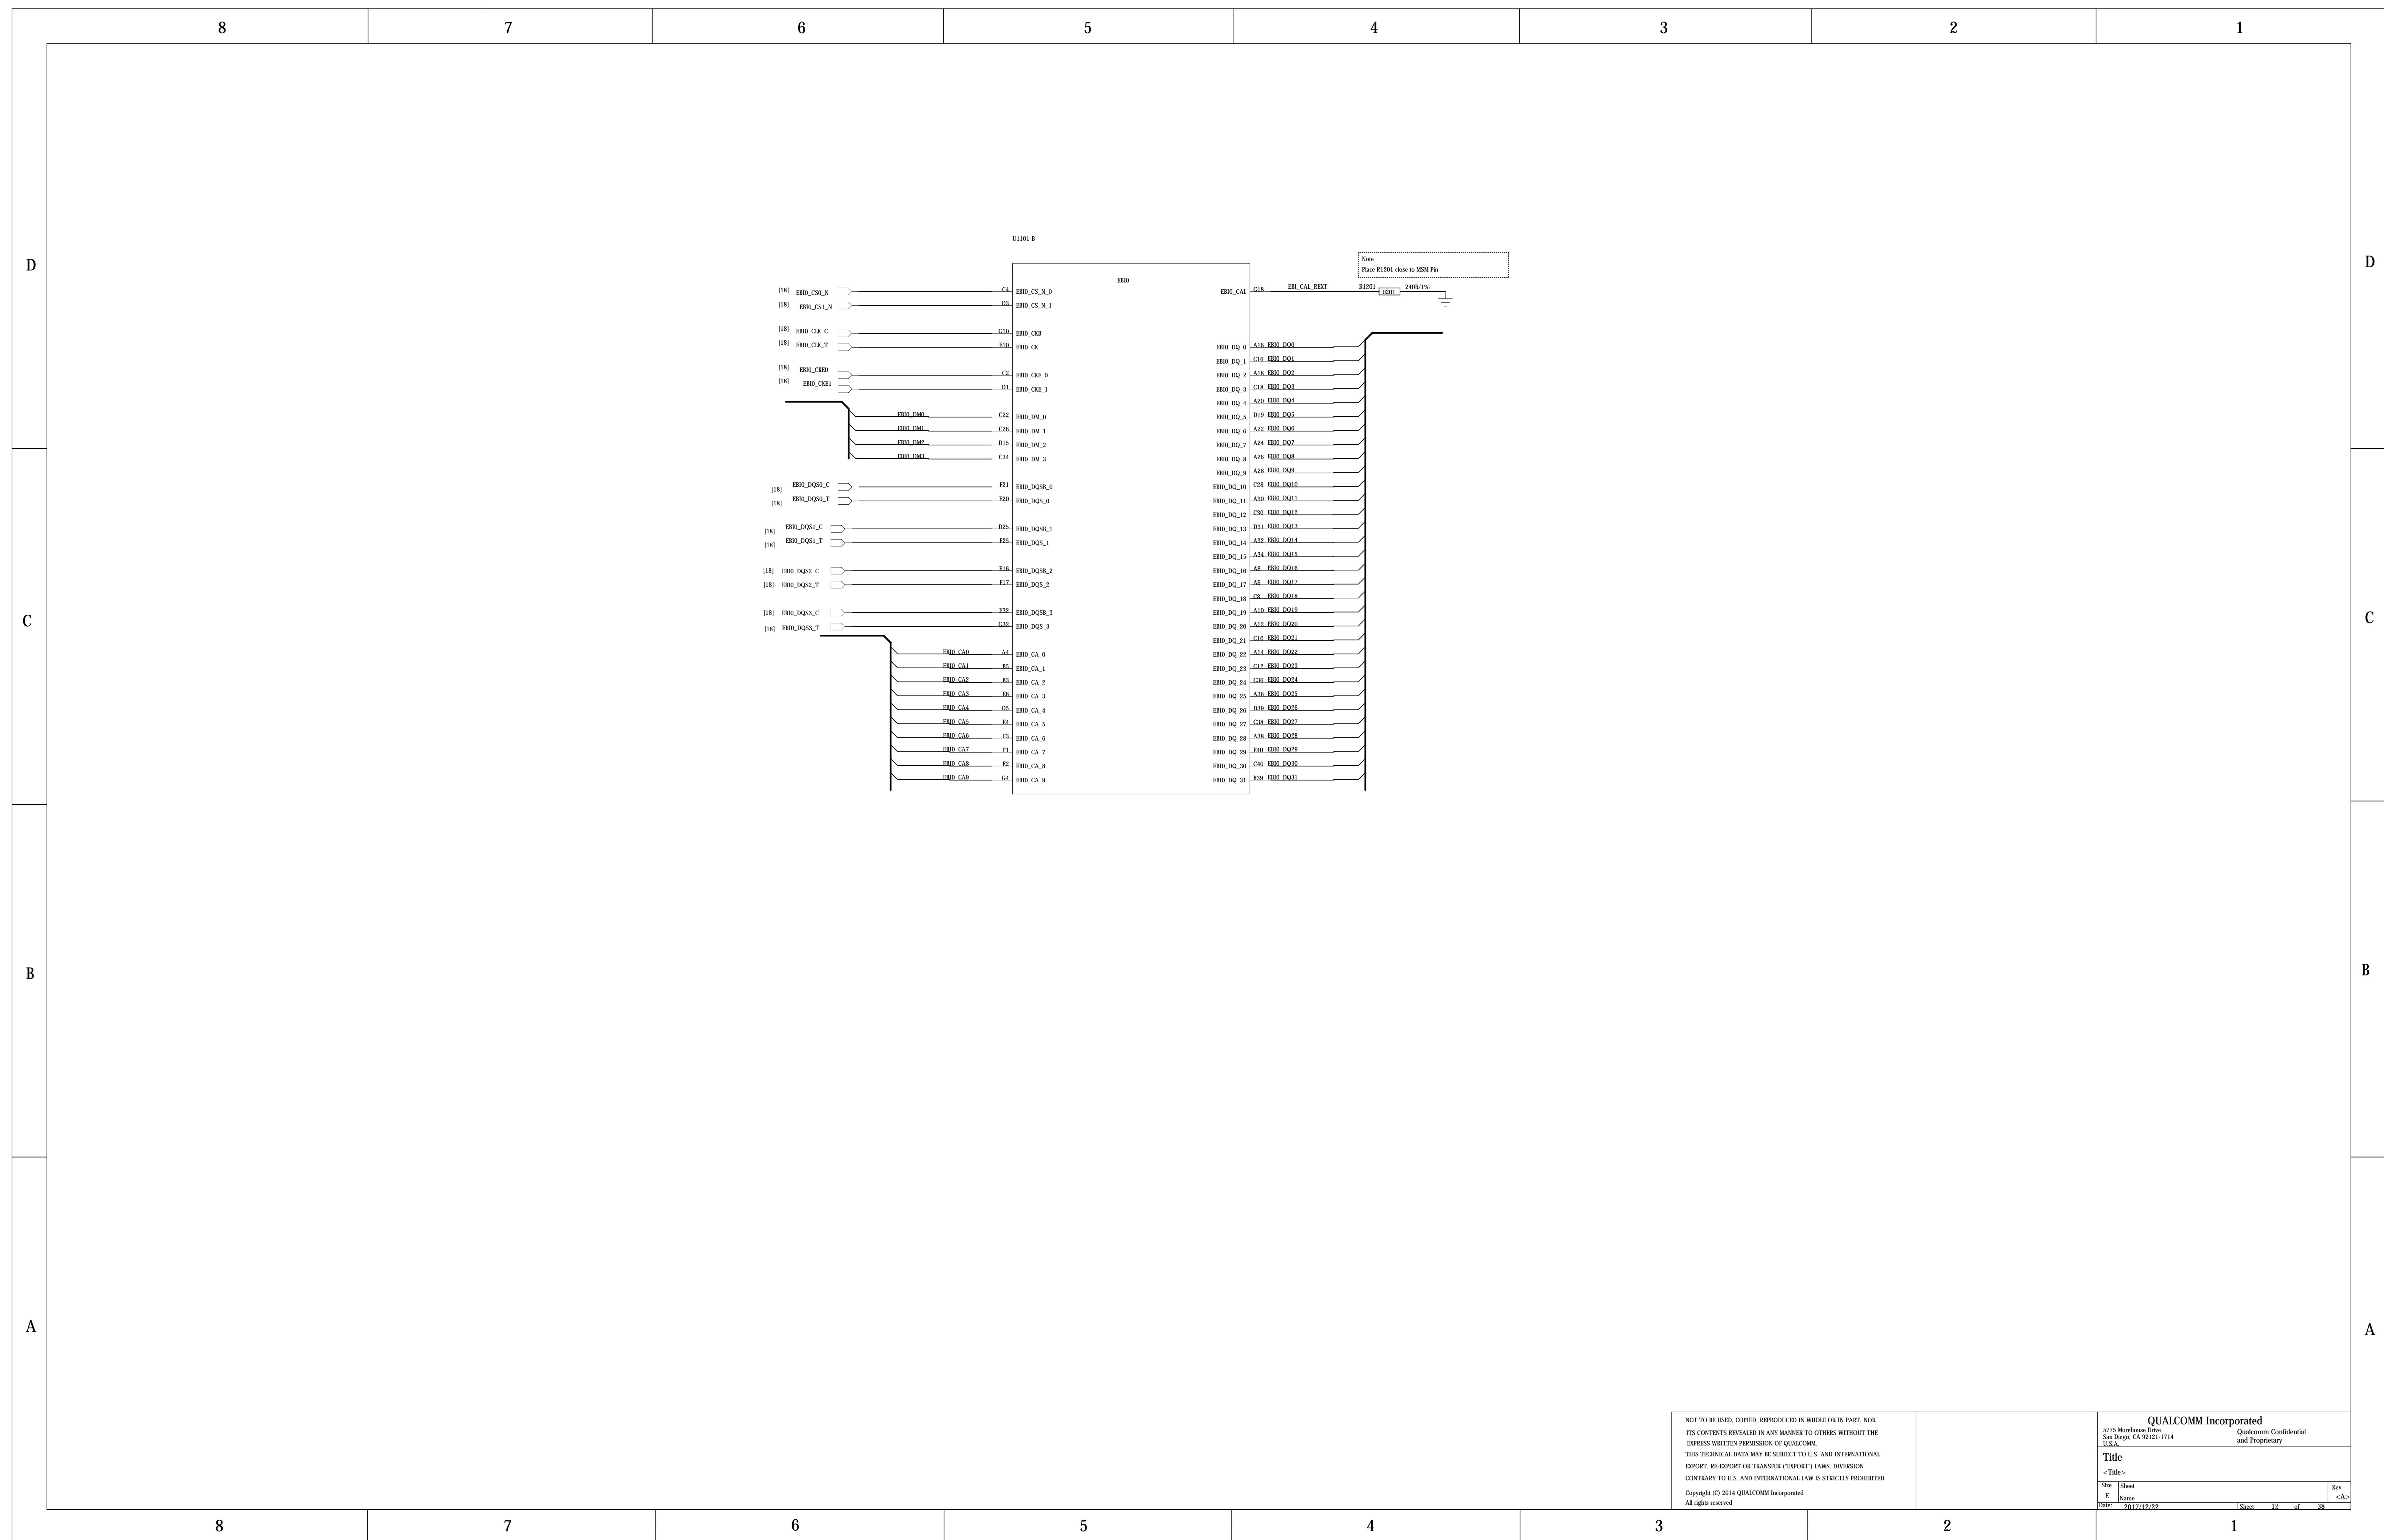 8 7 6 5 4 3 2 1
U1101-B
D D
Note
Place R1201 close to MSM Pin
EBI0
[18] EBI0_CS0_N C4 EBI0_CS_N_0 EBI0_CAL G18 EBI_CAL_REXT R1201 0201 240R/1%
[18] EBI0_CS1_N D3 EBI0_CS_N_1
[18] EBI0_CLK_C G10 EBI0_CKB
[18] EBI0_CLK_T E10 EBI0_CK EBI0_DQ_0 A16 EBI0_DQ0
EBI0_DQ_1 C16 EBI0_DQ1
[18] EBI0_CKE0 C2 EBI0_CKE_0 EBI0_DQ_2 A18 EBI0_DQ2
[18] EBI0_CKE1 D1 EBI0_CKE_1 EBI0_DQ_3 C18 EBI0_DQ3
EBI0_DQ_4 A20 EBI0_DQ4
EBI0_DM0 C22 EBI0_DM_0 EBI0_DQ_5 D19 EBI0_DQ5
EBI0_DM1 C26 EBI0_DM_1 EBI0_DQ_6 A22 EBI0_DQ6
EBI0_DM2 D15 EBI0_DM_2 EBI0_DQ_7 A24 EBI0_DQ7
EBI0_DM3 C34 EBI0_DM_3 EBI0_DQ_8 A26 EBI0_DQ8
EBI0_DQ_9 A28 EBI0_DQ9
[18] EBI0_DQS0_C F21 EBI0_DQSB_0 EBI0_DQ_10 C28 EBI0_DQ10
[18] EBI0_DQS0_T E20 EBI0_DQS_0 EBI0_DQ_11 A30 EBI0_DQ11
EBI0_DQ_12 C30 EBI0_DQ12
[18] EBI0_DQS1_C D25 EBI0_DQSB_1 EBI0_DQ_13 D31 EBI0_DQ13
[18] EBI0_DQS1_T F25 EBI0_DQS_1 EBI0_DQ_14 A32 EBI0_DQ14
EBI0_DQ_15 A34 EBI0_DQ15
[18] EBI0_DQS2_C E16 EBI0_DQSB_2 EBI0_DQ_16 A8 EBI0_DQ16
[18] EBI0_DQS2_T F17 EBI0_DQS_2 EBI0_DQ_17 A6 EBI0_DQ17
EBI0_DQ_18 C8 EBI0_DQ18
[18] EBI0_DQS3_C E32 EBI0_DQSB_3 EBI0_DQ_19 A10 EBI0_DQ19
C C
[18] EBI0_DQS3_T G32 EBI0_DQS_3 EBI0_DQ_20 A12 EBI0_DQ20
EBI0_DQ_21 C10 EBI0_DQ21
EBI0_CA0 A4 EBI0_CA_0 EBI0_DQ_22 A14 EBI0_DQ22
EBI0_CA1 B5 EBI0_CA_1 EBI0_DQ_23 C12 EBI0_DQ23
EBI0_CA2 B3 EBI0_CA_2 EBI0_DQ_24 C36 EBI0_DQ24
EBI0_CA3 E6 EBI0_CA_3 EBI0_DQ_25 A36 EBI0_DQ25
EBI0_CA4 D5 EBI0_CA_4 EBI0_DQ_26 D39 EBI0_DQ26
EBI0_CA5 E4 EBI0_CA_5 EBI0_DQ_27 C38 EBI0_DQ27
EBI0_CA6 F3 EBI0_CA_6 EBI0_DQ_28 A38 EBI0_DQ28
EBI0_CA7 F1 EBI0_CA_7 EBI0_DQ_29 E40 EBI0_DQ29
EBI0_CA8 E2 EBI0_CA_8 EBI0_DQ_30 C40 EBI0_DQ30
EBI0_CA9 G4 EBI0_CA_9 EBI0_DQ_31 B39 EBI0_DQ31
B B
A A
NOT TO BE USED, COPIED, REPRODUCED IN WHOLE OR IN PART, NOR
ITS CONTENTS REVEALED IN ANY MANNER TO OTHERS WITHOUT THE
EXPRESS WRITTEN PERMISSION OF QUALCOMM.
THIS TECHNICAL DATA MAY BE SUBJECT TO U.S. AND INTERNATIONAL
EXPORT, RE-EXPORT OR TRANSFER ("EXPORT") LAWS. DIVERSION
CONTRARY TO U.S. AND INTERNATIONAL LAW IS STRICTLY PROHIBITED
Copyright (C) 2014 QUALCOMM Incorporated
All rights reserved
QUALCOMM Incorporated
5775 Morehouse Drive
San Diego, CA 92121-1714
U.S.A.
Qualcomm Confidential
and Proprietary
Title
<Title>
Size Sheet Rev
E Name <A>
Date: 2017/12/22 Sheet 12 of 38
8 7 6 5 4 3 2 1